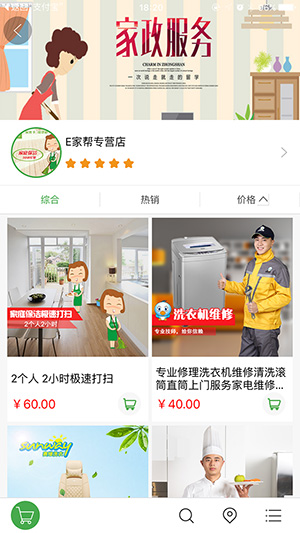 家政服务
CHARM IN ZHONGSHAN
一次说走就走的留学
E家帮专营店
综合
热销
价格
家庭保洁极速打扫
2个人2小时
洗衣机维修
专业技师，给你信赖
2个人 2小时极速打扫
专业修理洗衣机维修清洗滚
筒直筒上门服务家电维修...
￥60.00
￥40.00